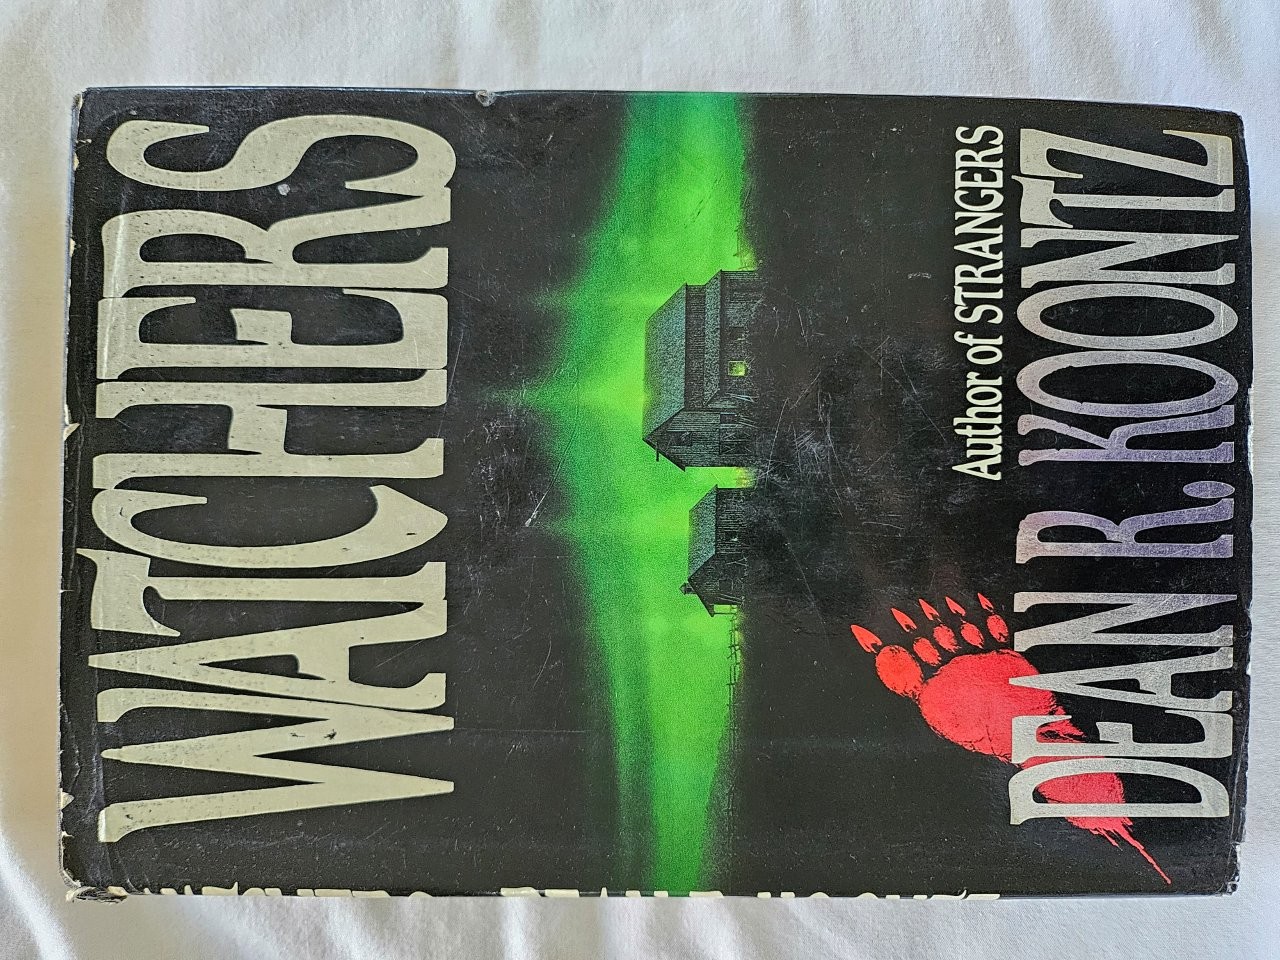 WATCHERS
Author of STRANGERS
DEAN R. KOONTZ